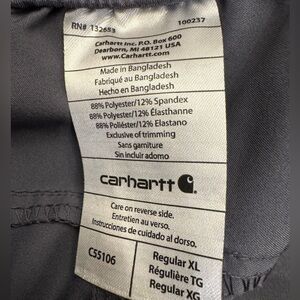 RN# 132653 100237
Carhartt Inc. P.O. Box 600
Dearborn, MI 48121 USA
www.Carhartt.com
Made in Bangladesh
Fabriqué au Bangladesh
Hecho en Bangladesh
88% Polyester/12% Spandex
88% Polyester/12% Élasthanne
88% Poliéster/12% Elastano
Exclusive of trimming
Sans garniture
Sin incluir adorno
carhartt
Care on reverse side.
Entretien au verso.
Instrucciones de cuidado al dorso.
C55106
Regular XL
Régulière TG
Regular XG